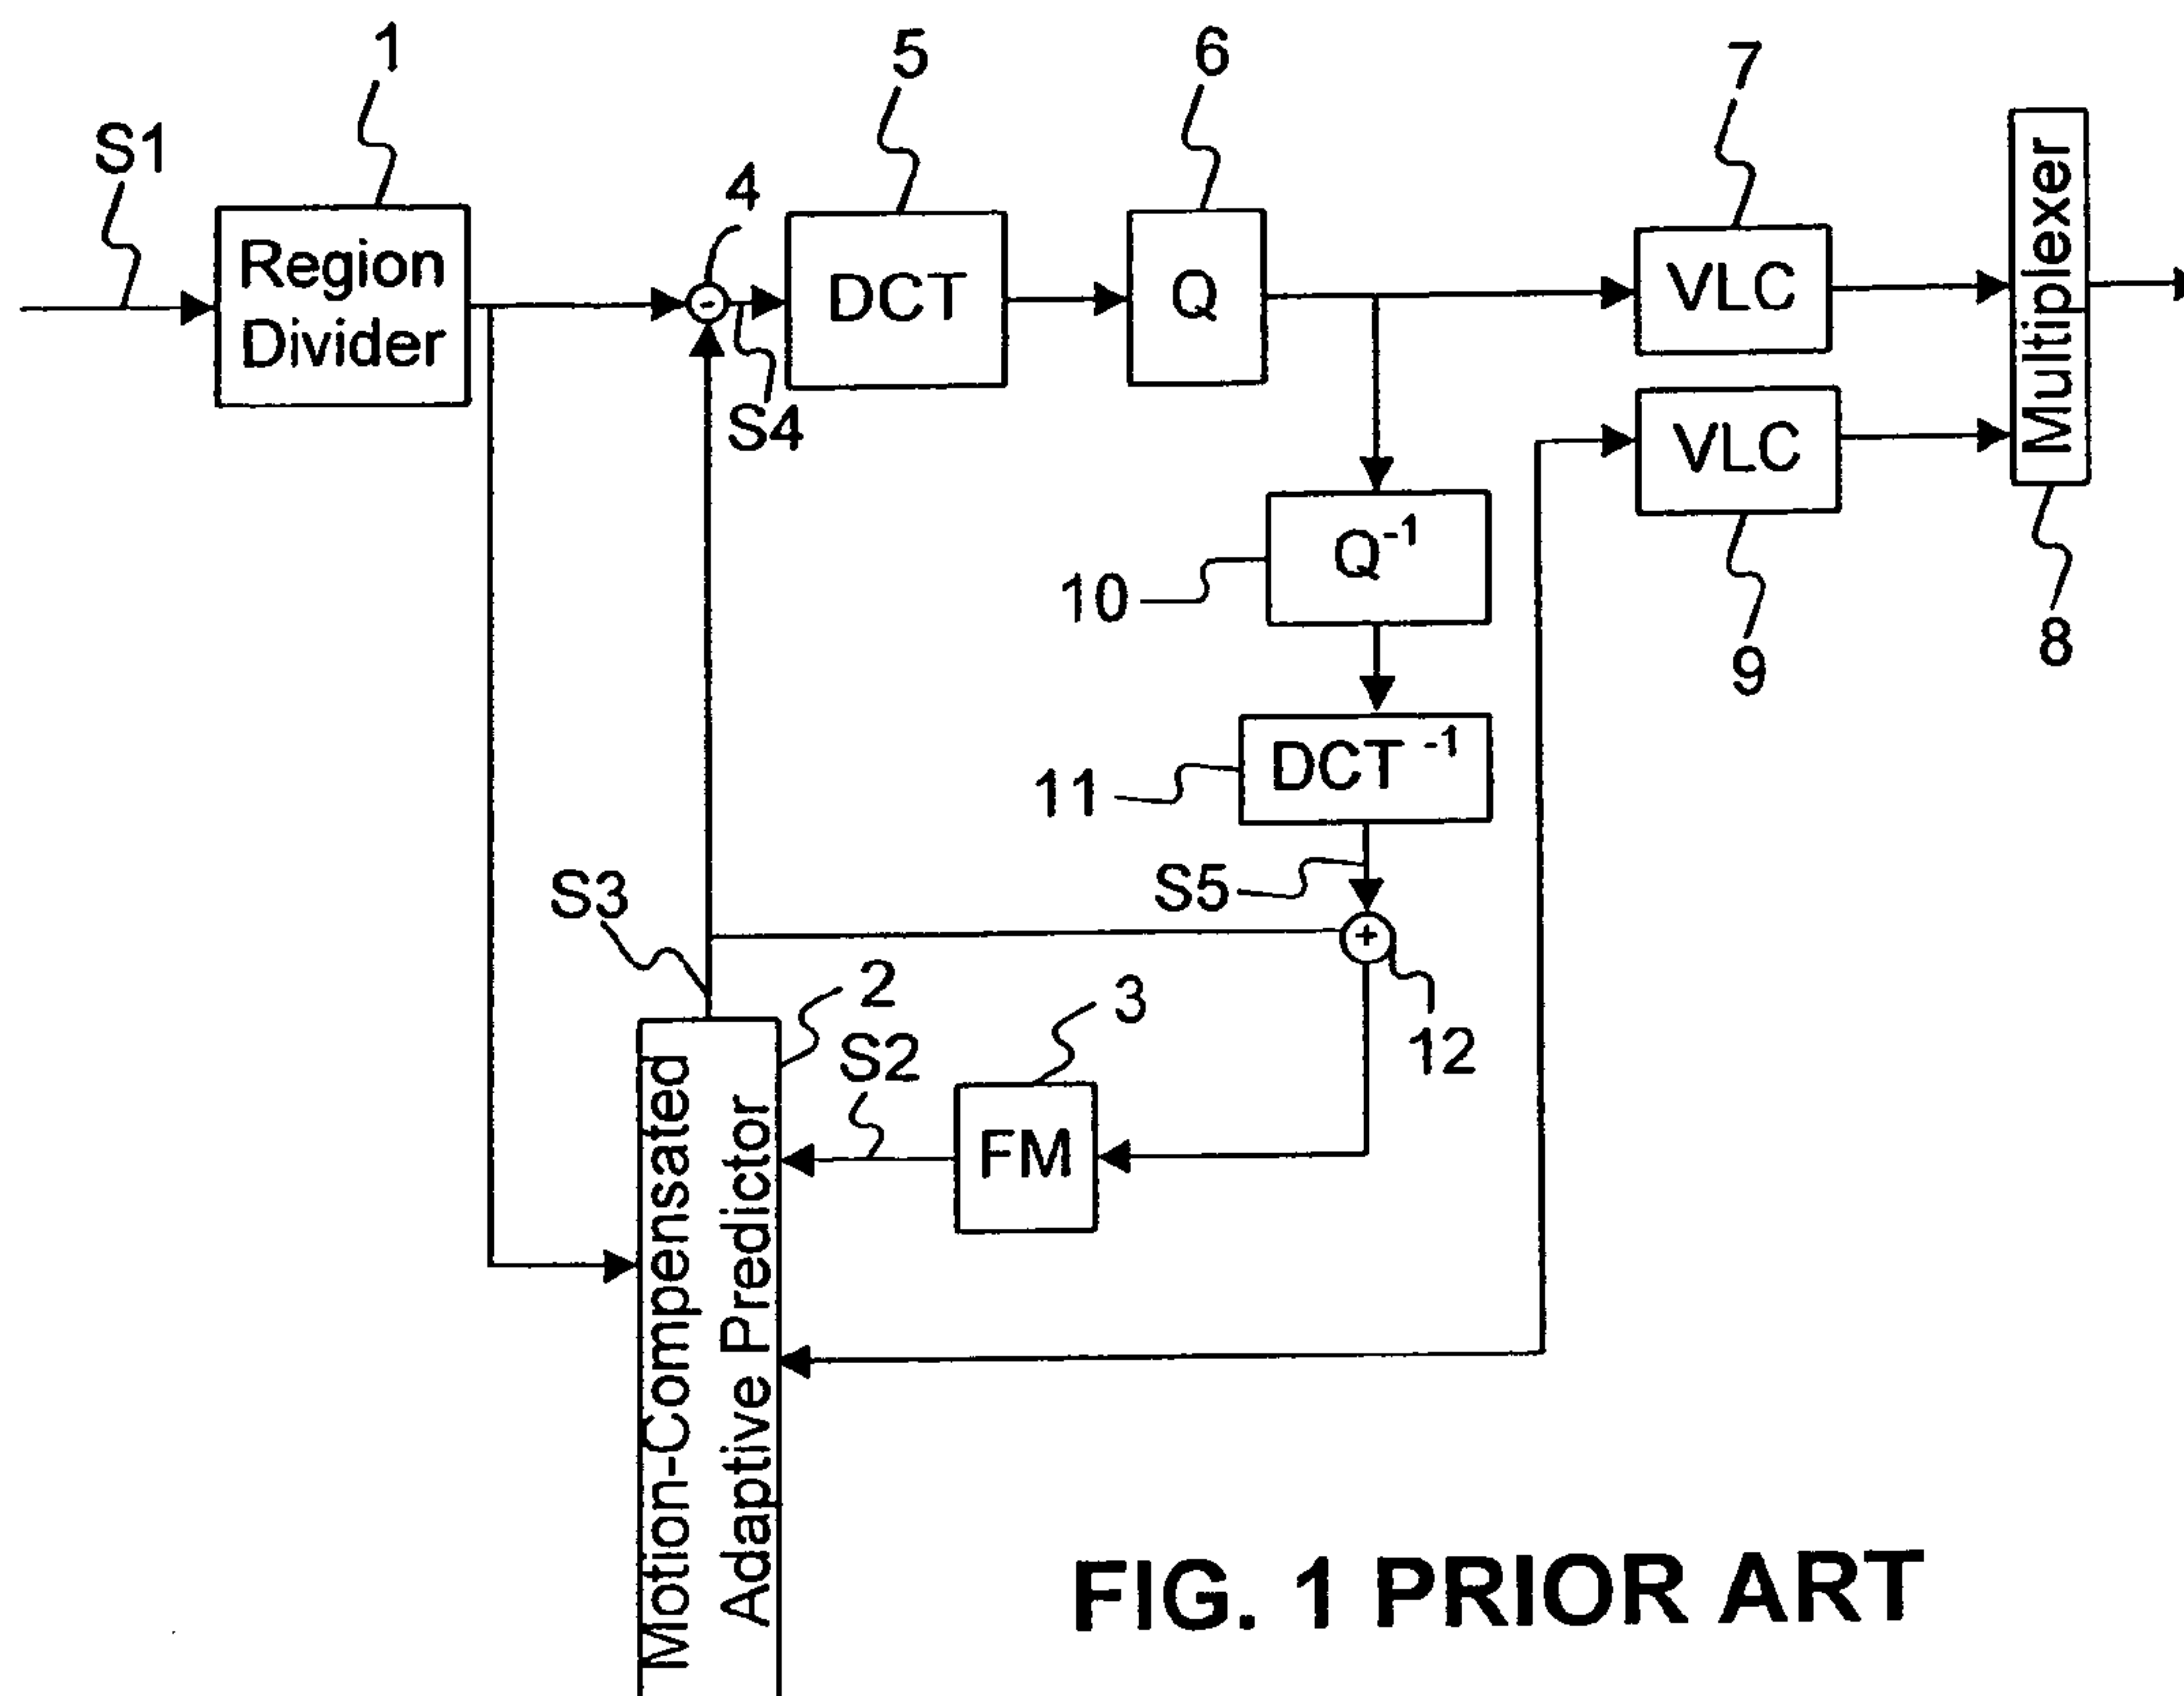 1
5
6
7
S1
4
Region
Divider
DCT
Q
VLC
Multiplexer
S4
VLC
Q-1
10
9
8
DCT -1
11
S5
S3
2
3
S2
12
FM
Motion-Compensated
Adaptive Predictor
FIG. 1 PRIOR ART